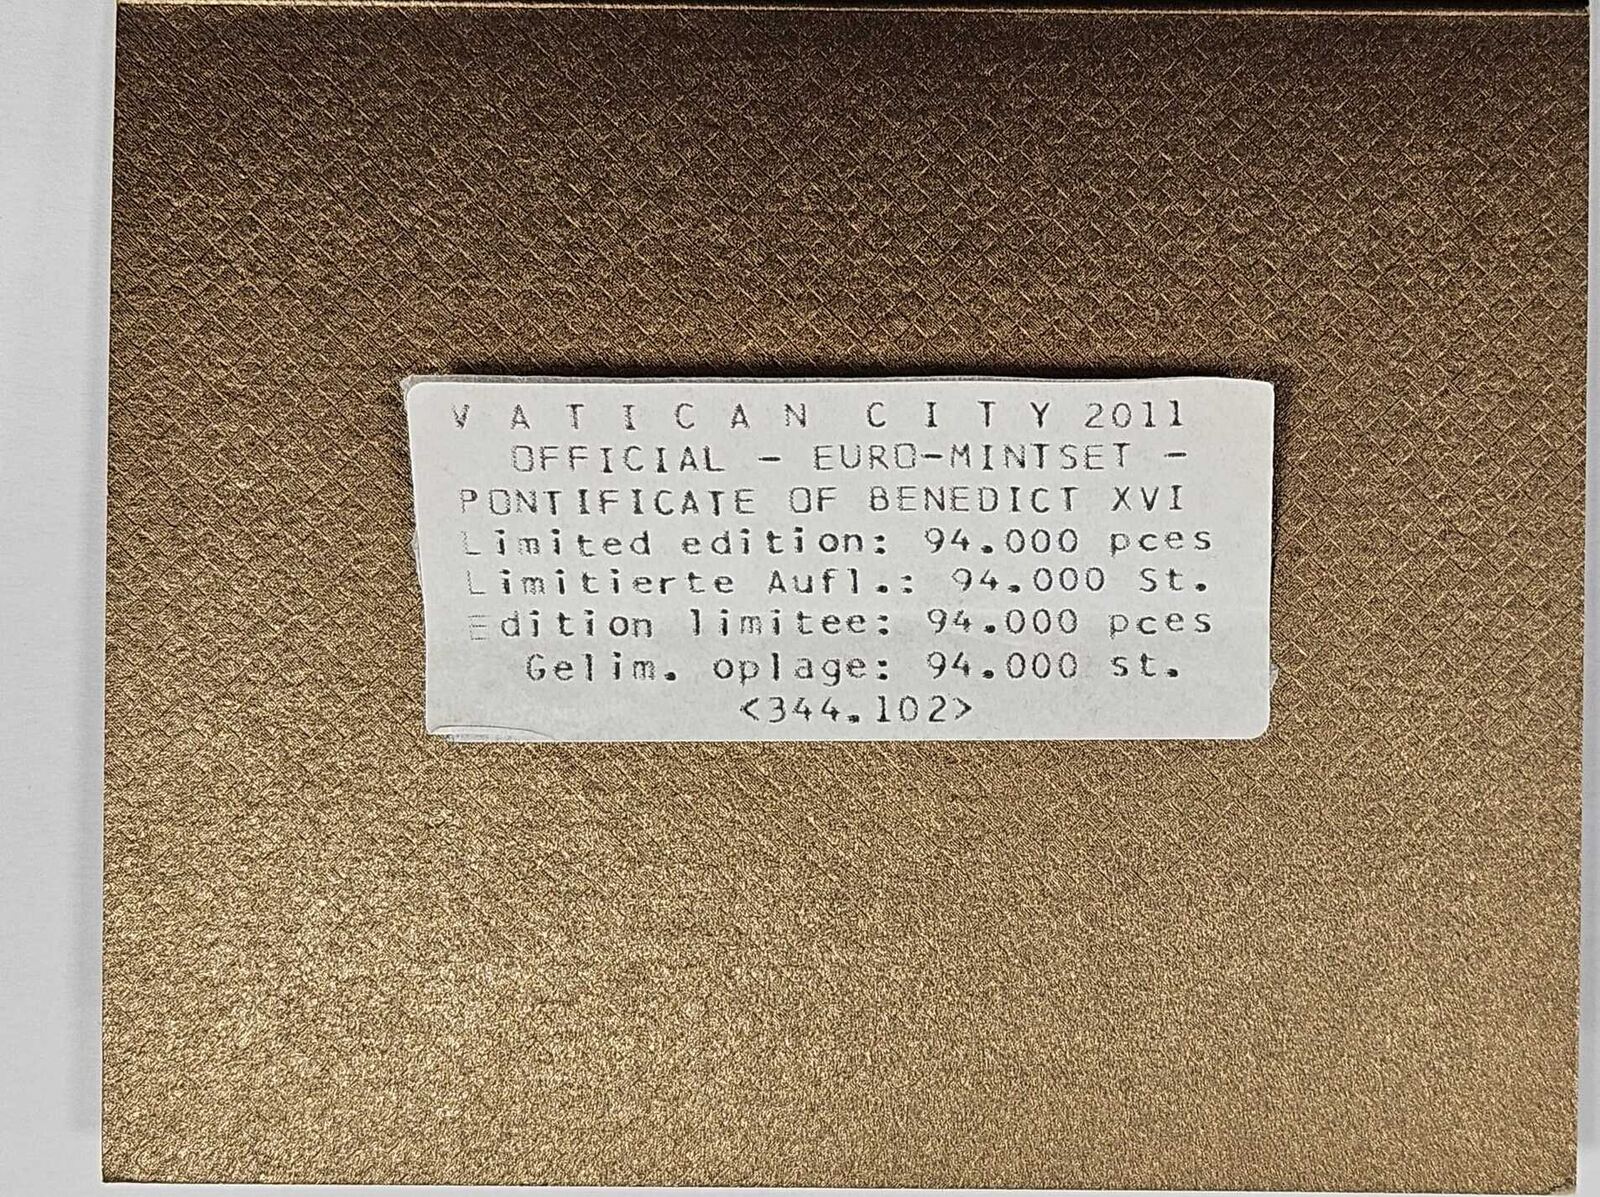 V A T I C A N C I T Y 2011
OFFICIAL - EURO-MINTSET -
PONTIFICATE OF BENEDICT XVI
Limited edition: 94.000 pces
Limitierte Aufl.: 94.000 St.
Edition limitee: 94.000 pces
Gelim. oplage: 94.000 st.
<344.102>